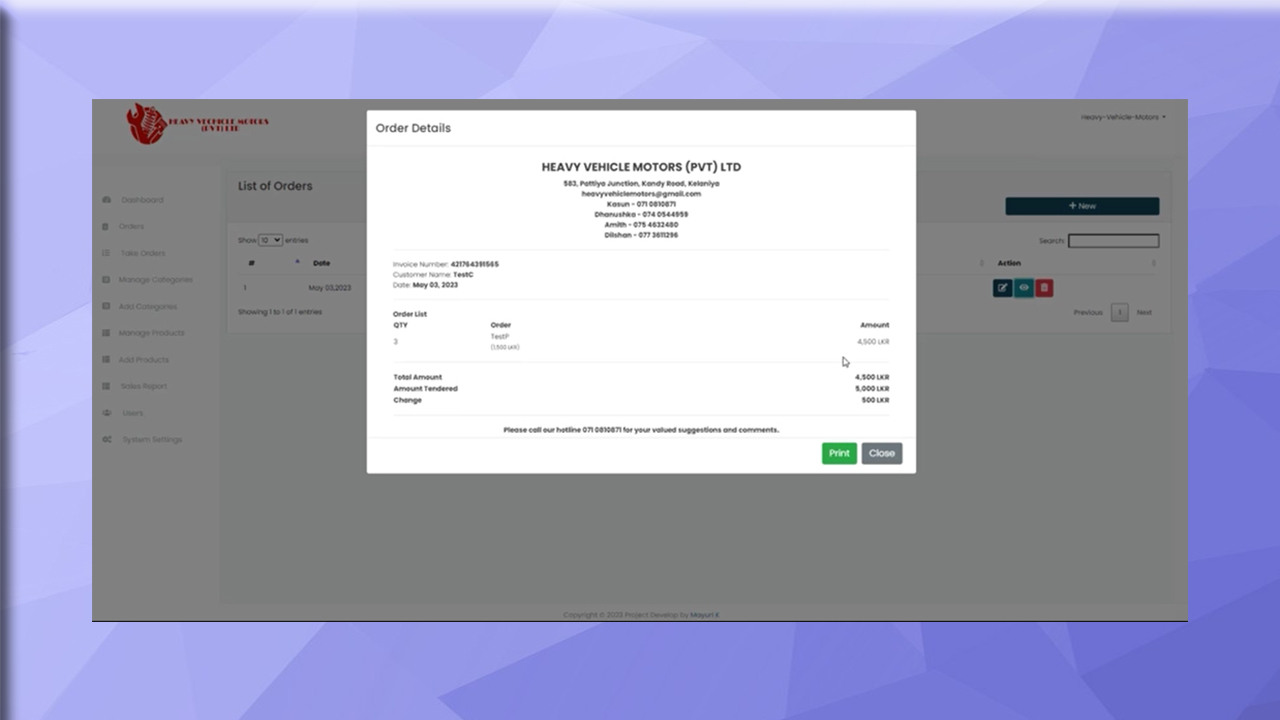 HEAVY VEHICLE MOTORS
(PVT) LTD
Heavy-Vehicle-Motors
Order Details
HEAVY VEHICLE MOTORS (PVT) LTD
583, Pattiya Junction, Kandy Road, Kelaniya
heavyvehiclemotors@gmail.com
Kasun - 071 0810871
Dhanushka - 074 0544959
Amith - 075 4632480
Dilshan - 077 3611296
Invoice Number: 421764391565
Customer Name: TestC
Date: May 03, 2023
Order List
QTY Order Amount
3 TestP 4,500 LKR
(1,500 LKR)
Total Amount 4,500 LKR
Amount Tendered 5,000 LKR
Change 500 LKR
Please call our hotline 071 0810871 for your valued suggestions and comments.
Print Close
Dashboard
Orders
Take Orders
Manage Categories
Add Categories
Manage Products
Add Products
Sales Report
Users
System Settings
List of Orders
+ New
Show 10 entries
Search:
# Date Action
1 May 03,2023
Showing 1 to 1 of 1 entries
Previous 1 Next
Copyright © 2023 Project Develop by Mayuri K